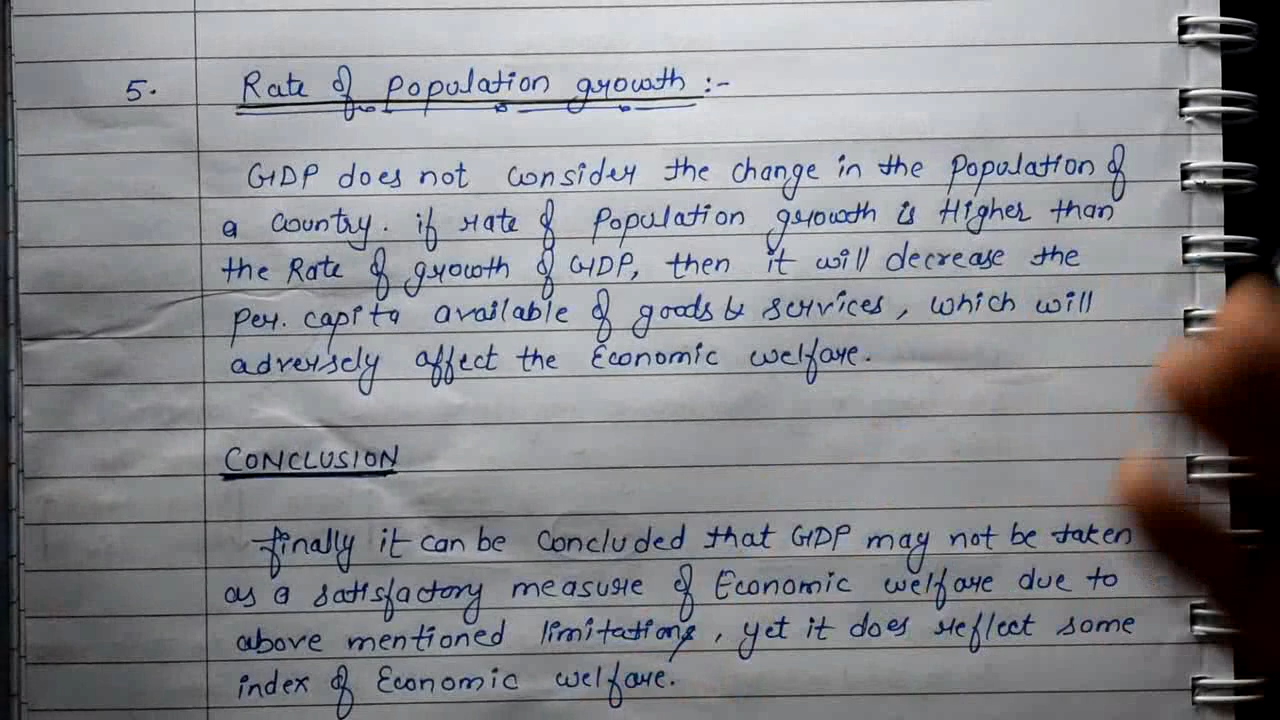 5. Rate of population growth :-
GDP does not consider the change in the population of
a country. if rate of population growth is Higher than
the Rate of growth of GDP, then it will decrease the
per. capita available of goods & services, which will
adversely affect the Economic welfare.
CONCLUSION
finally it can be concluded that GDP may not be taken
as a satisfactory measure of Economic welfare due to
above mentioned limitations, yet it does reflect some
index of Economic welfare.